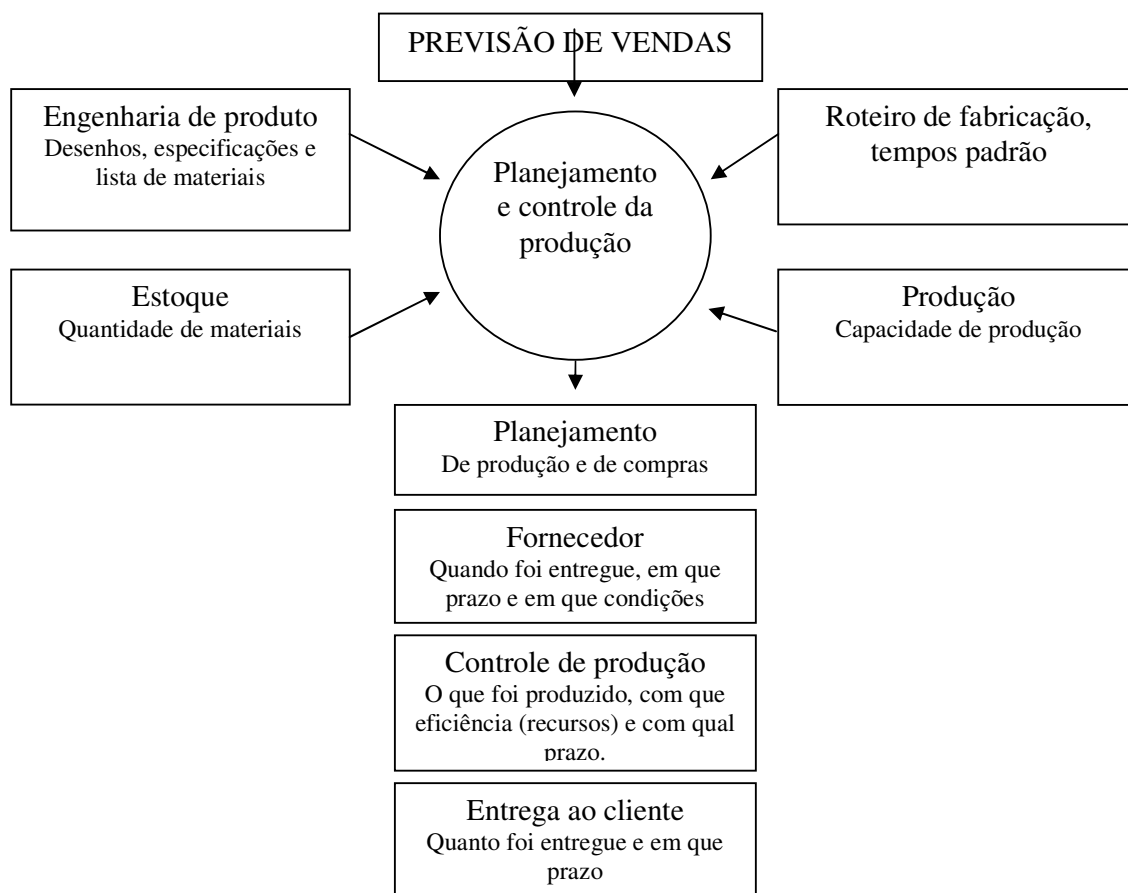 PREVISÃO DE VENDAS
Engenharia de produto
Desenhos, especificações e
lista de materiais
Planejamento
e controle da
produção
Roteiro de fabricação,
tempos padrão
Estoque
Quantidade de materiais
Produção
Capacidade de produção
Planejamento
De produção e de compras
Fornecedor
Quando foi entregue, em que
prazo e em que condições
Controle de produção
O que foi produzido, com que
eficiência (recursos) e com qual
prazo.
Entrega ao cliente
Quanto foi entregue e em que
prazo